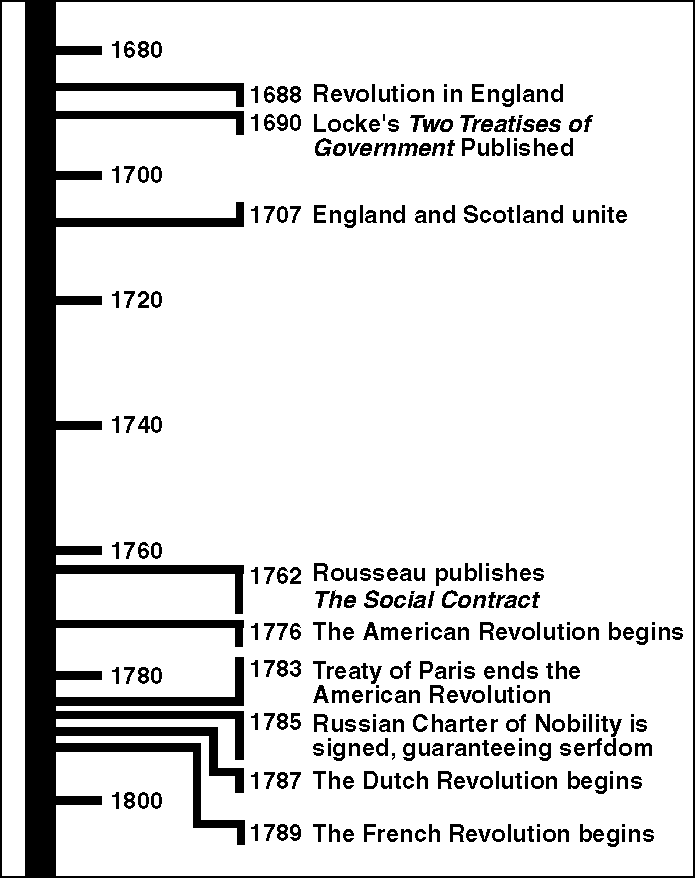 1680
1688 Revolution in England
1690 Locke's Two Treatises of
Government Published
1700
1707 England and Scotland unite
1720
1740
1760
1762 Rousseau publishes
The Social Contract
1776 The American Revolution begins
1780
1783 Treaty of Paris ends the
American Revolution
1785 Russian Charter of Nobility is
signed, guaranteeing serfdom
1787 The Dutch Revolution begins
1800
1789 The French Revolution begins